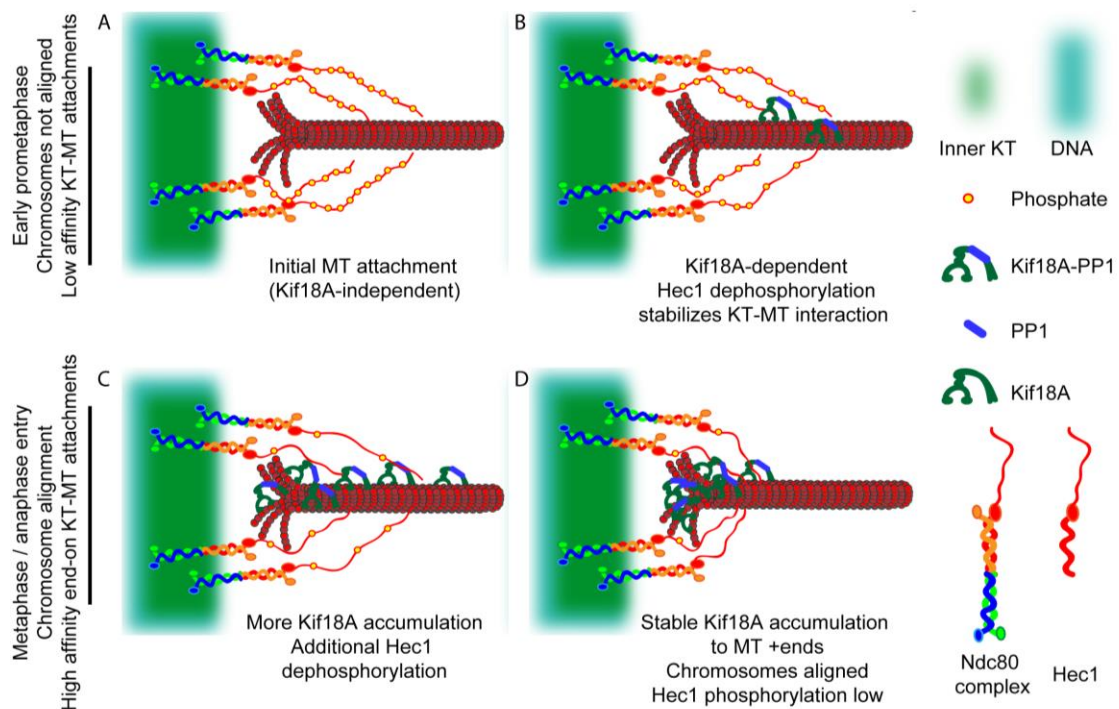 A
B
Early prometaphase
Chromosomes not aligned
Low affinity KT-MT attachments
Initial MT attachment
(Kif18A-independent)
Kif18A-dependent
Hec1 dephosphorylation
stabilizes KT-MT interaction
Inner KT
DNA
Phosphate
Kif18A-PP1
PP1
Kif18A
C
D
Metaphase / anaphase entry
Chromosome alignment
High affinity end-on KT-MT attachments
More Kif18A accumulation
Additional Hec1
dephosphorylation
Stable Kif18A accumulation
to MT +ends
Chromosomes aligned
Hec1 phosphorylation low
Ndc80
complex
Hec1